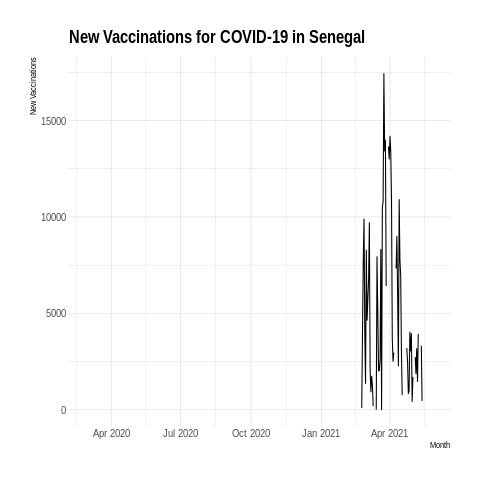 New Vaccinations for COVID-19 in Senegal
New Vaccinations
15000
10000
5000
0
Apr 2020 Jul 2020 Oct 2020 Jan 2021 Apr 2021
Month